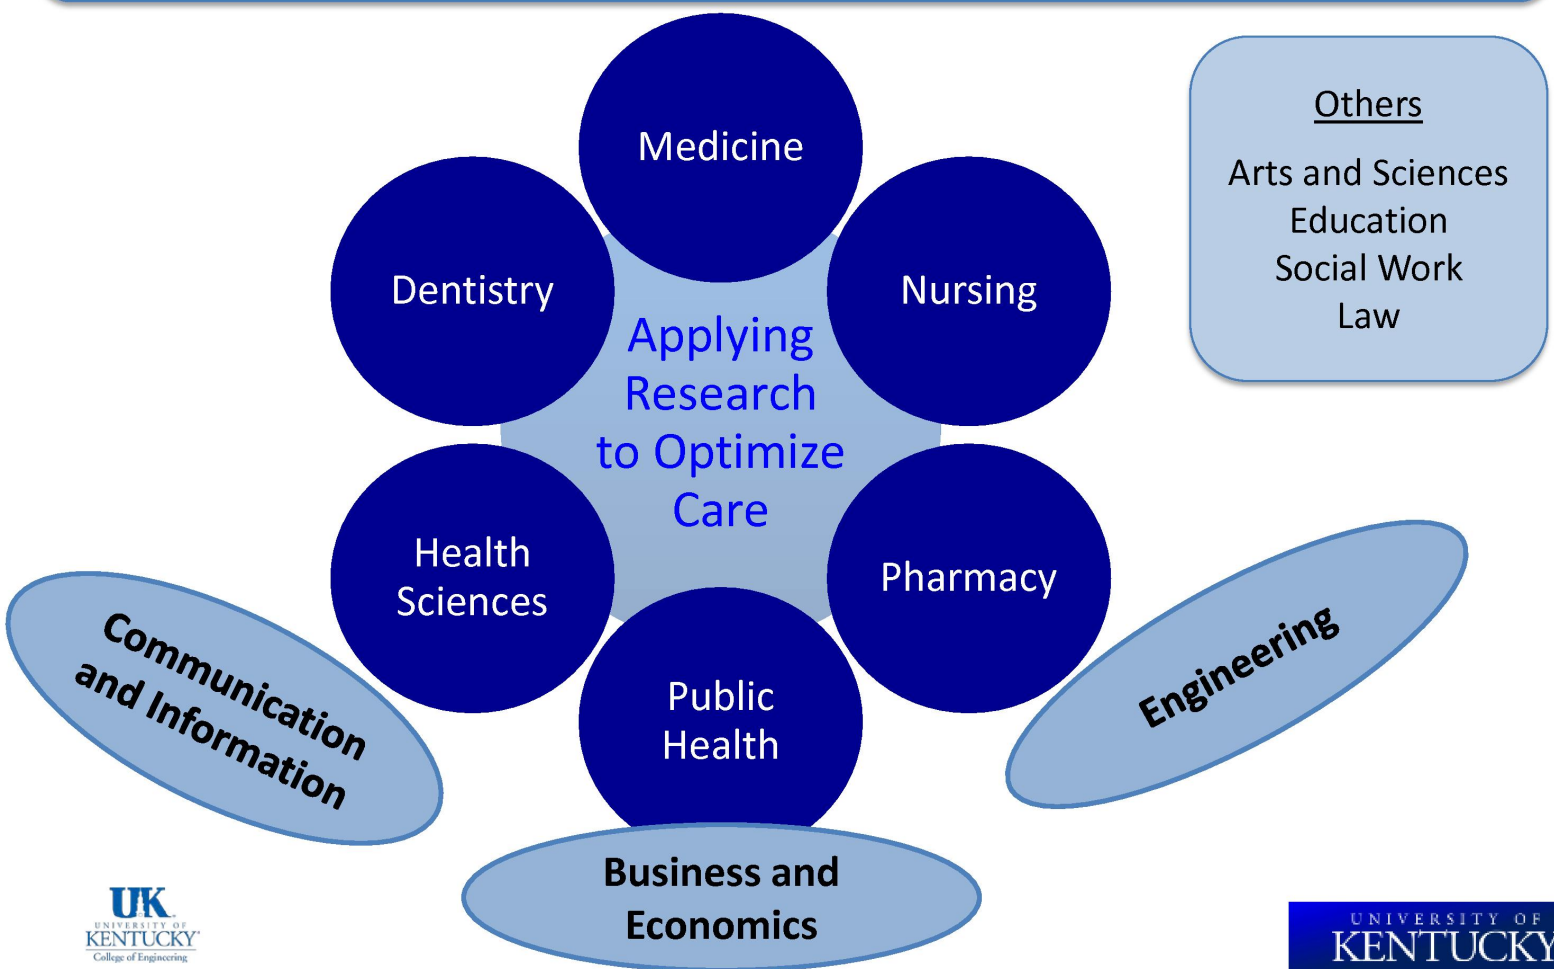 Medicine
Others
Arts and Sciences
Education
Social Work
Law
Dentistry
Nursing
Applying
Research
to Optimize
Care
Health
Sciences
Pharmacy
Communication
and Information
Engineering
Public
Health
Business and
Economics
UK
UNIVERSITY OF
KENTUCKY
College of Engineering
UNIVERSITY OF
KENTUCKY